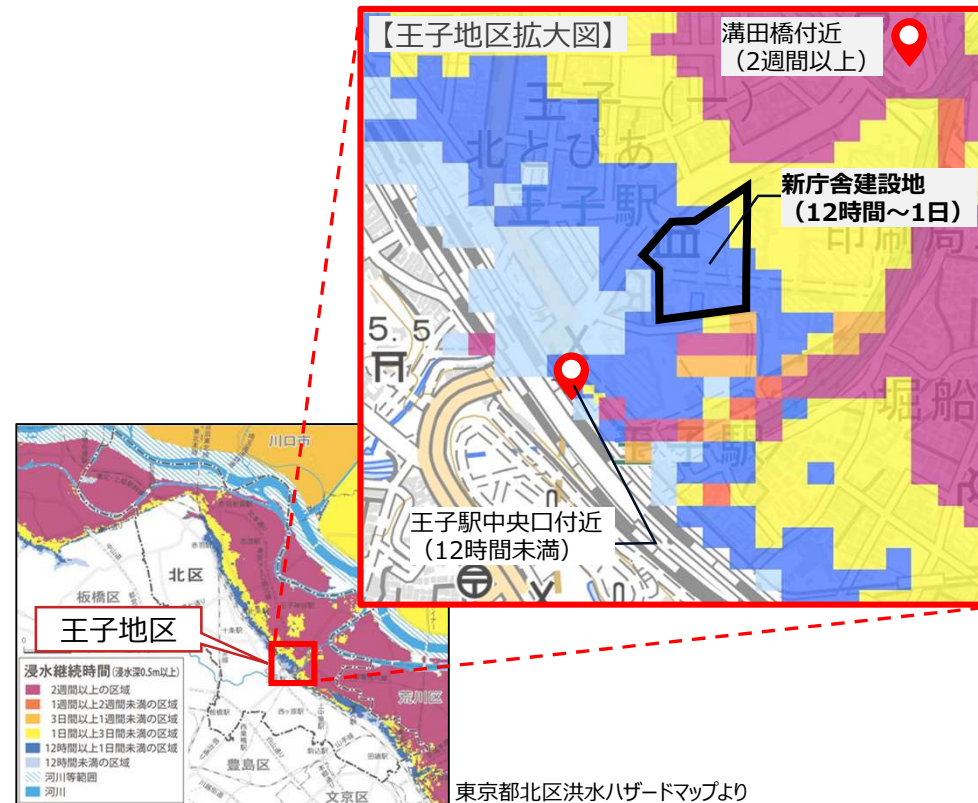 【王子地区拡大図】
溝田橋付近
（2週間以上）
王子（一）
北とぴあ
王子駅
新庁舎建設地
（12時間～1日）
印刷局
5.5
堀船
王子駅
王子駅中央口付近
（12時間未満）
川口市
北区
板橋区
王子地区
荒川区
浸水継続時間(浸水深0.5m以上)
2週間以上の区域
1週間以上2週間未満の区域
3日間以上1週間未満の区域
1日間以上3日間未満の区域
12時間以上1日間未満の区域
12時間未満の区域
河川等範囲
河川
豊島区
文京区
東京都北区洪水ハザードマップより